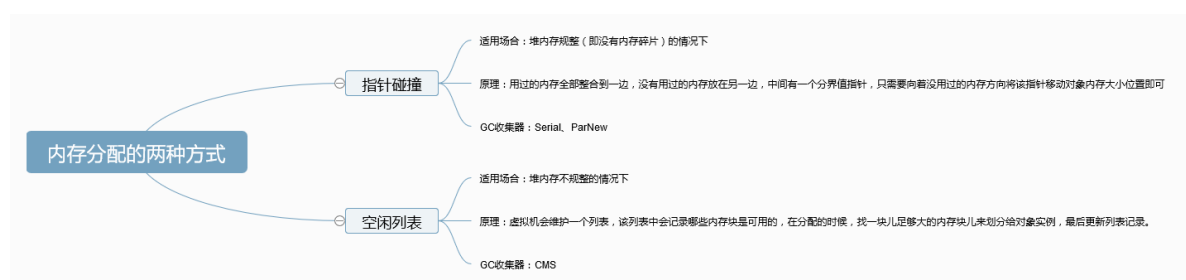 内存分配的两种方式
指针碰撞
适用场合：堆内存规整（即没有内存碎片）的情况下
原理：用过的内存全部整合到一边，没有用过的内存放在另一边，中间有一个分界值指针，只需要向着没用过的内存方向将该指针移动对象内存大小位置即可
GC收集器：Serial、ParNew
空闲列表
适用场合：堆内存不规整的情况下
原理：虚拟机会维护一个列表，该列表中会记录哪些内存块是可用的，在分配的时候，找一块儿足够大的内存块儿来划分给对象实例，最后更新列表记录。
GC收集器：CMS